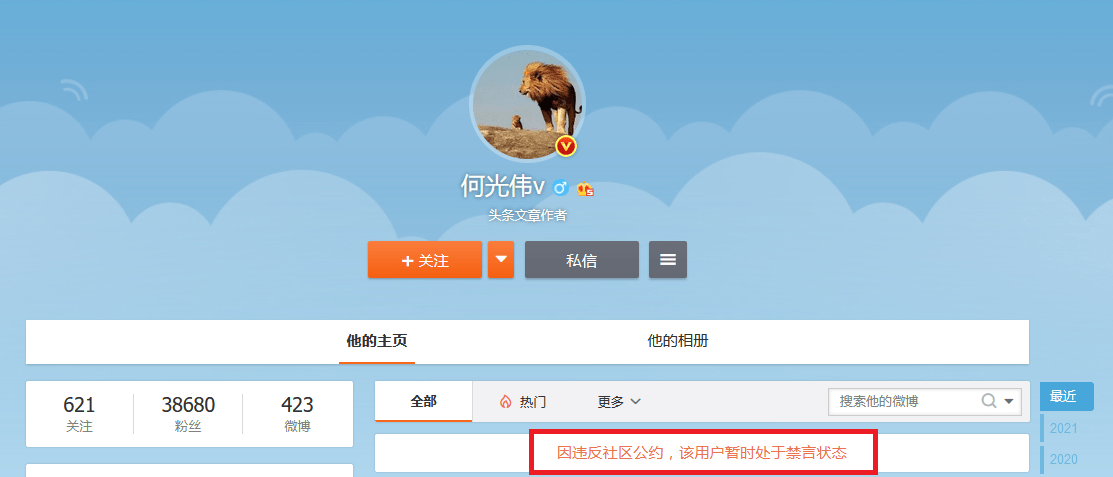 何光伟v
头条文章作者
+ 关注
私信
他的主页
他的相册
621
关注
38680
粉丝
423
微博
全部
热门
更多
搜索他的微博
最近
因违反社区公约，该用户暂时处于禁言状态
2021
2020